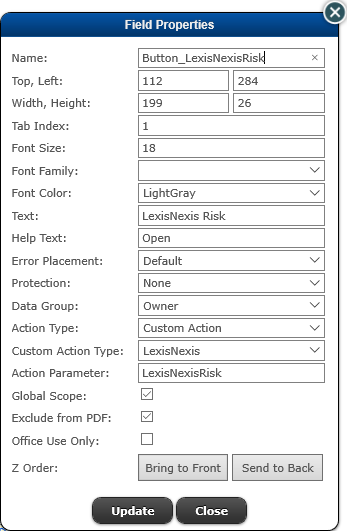 Field Properties
Name: Button_LexisNexisRisk
Top, Left: 112 284
Width, Height: 199 26
Tab Index: 1
Font Size: 18
Font Family:
Font Color: LightGray
Text: LexisNexis Risk
Help Text: Open
Error Placement: Default
Protection: None
Data Group: Owner
Action Type: Custom Action
Custom Action Type: LexisNexis
Action Parameter: LexisNexisRisk
Global Scope:
Exclude from PDF:
Office Use Only:
Z Order: Bring to Front Send to Back
Update Close